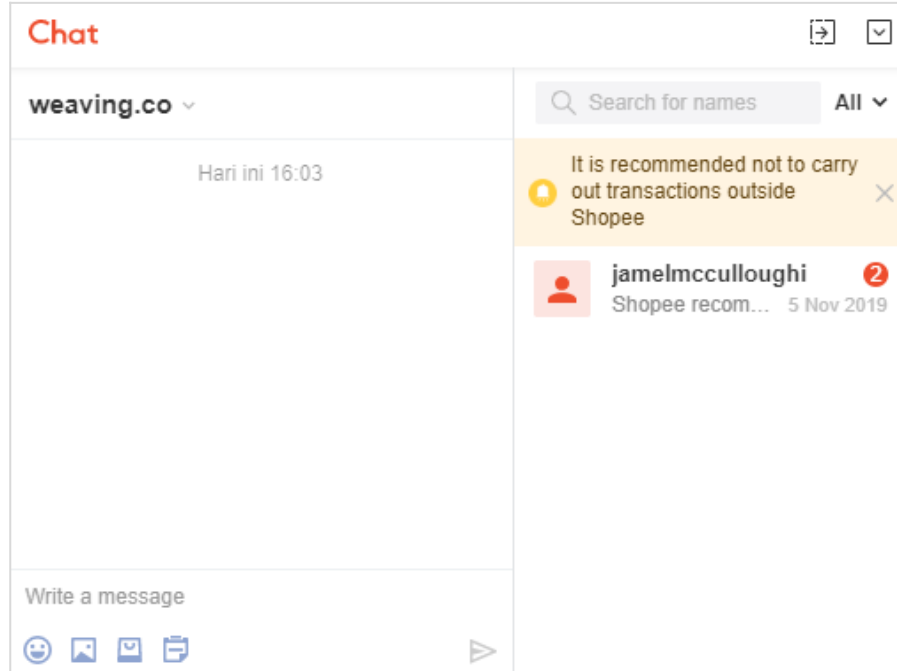 Chat
weaving.co
Hari ini 16:03
Write a message
Search for names
All
It is recommended not to carry
out transactions outside
Shopee
jamelmcculloughi
2
Shopee recom... 5 Nov 2019